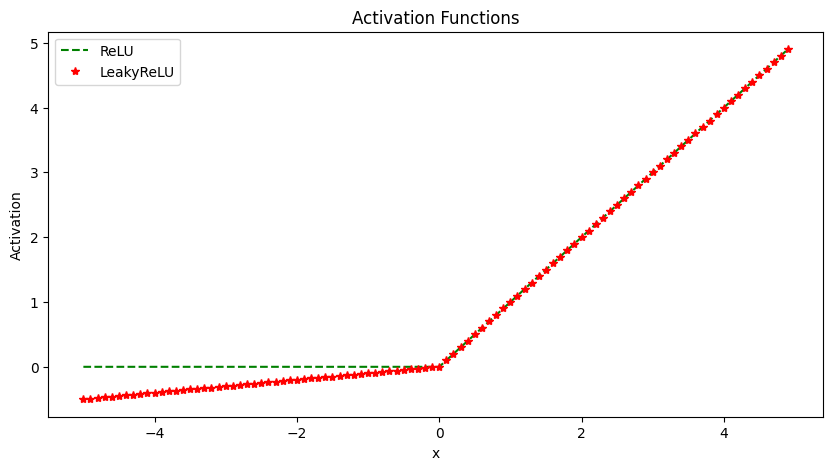 Activation Functions
ReLU
LeakyReLU
5
4
3
2
1
0
Activation
−4
−2
0
2
4
x